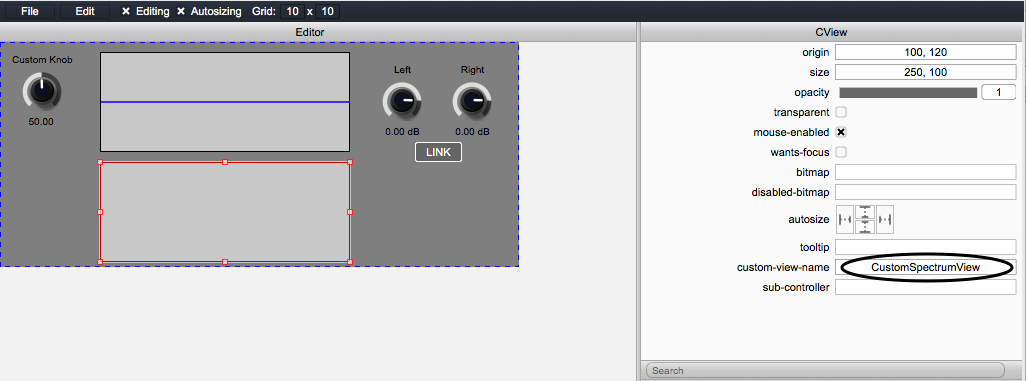 File Edit × Editing × Autosizing Grid: 10 x 10
Editor
Custom Knob
50.00
Left Right
0.00 dB 0.00 dB
LINK
CView
origin 100, 120
size 250, 100
opacity 1
transparent
mouse-enabled
wants-focus
bitmap
disabled-bitmap
autosize
tooltip
custom-view-name CustomSpectrumView
sub-controller
Search